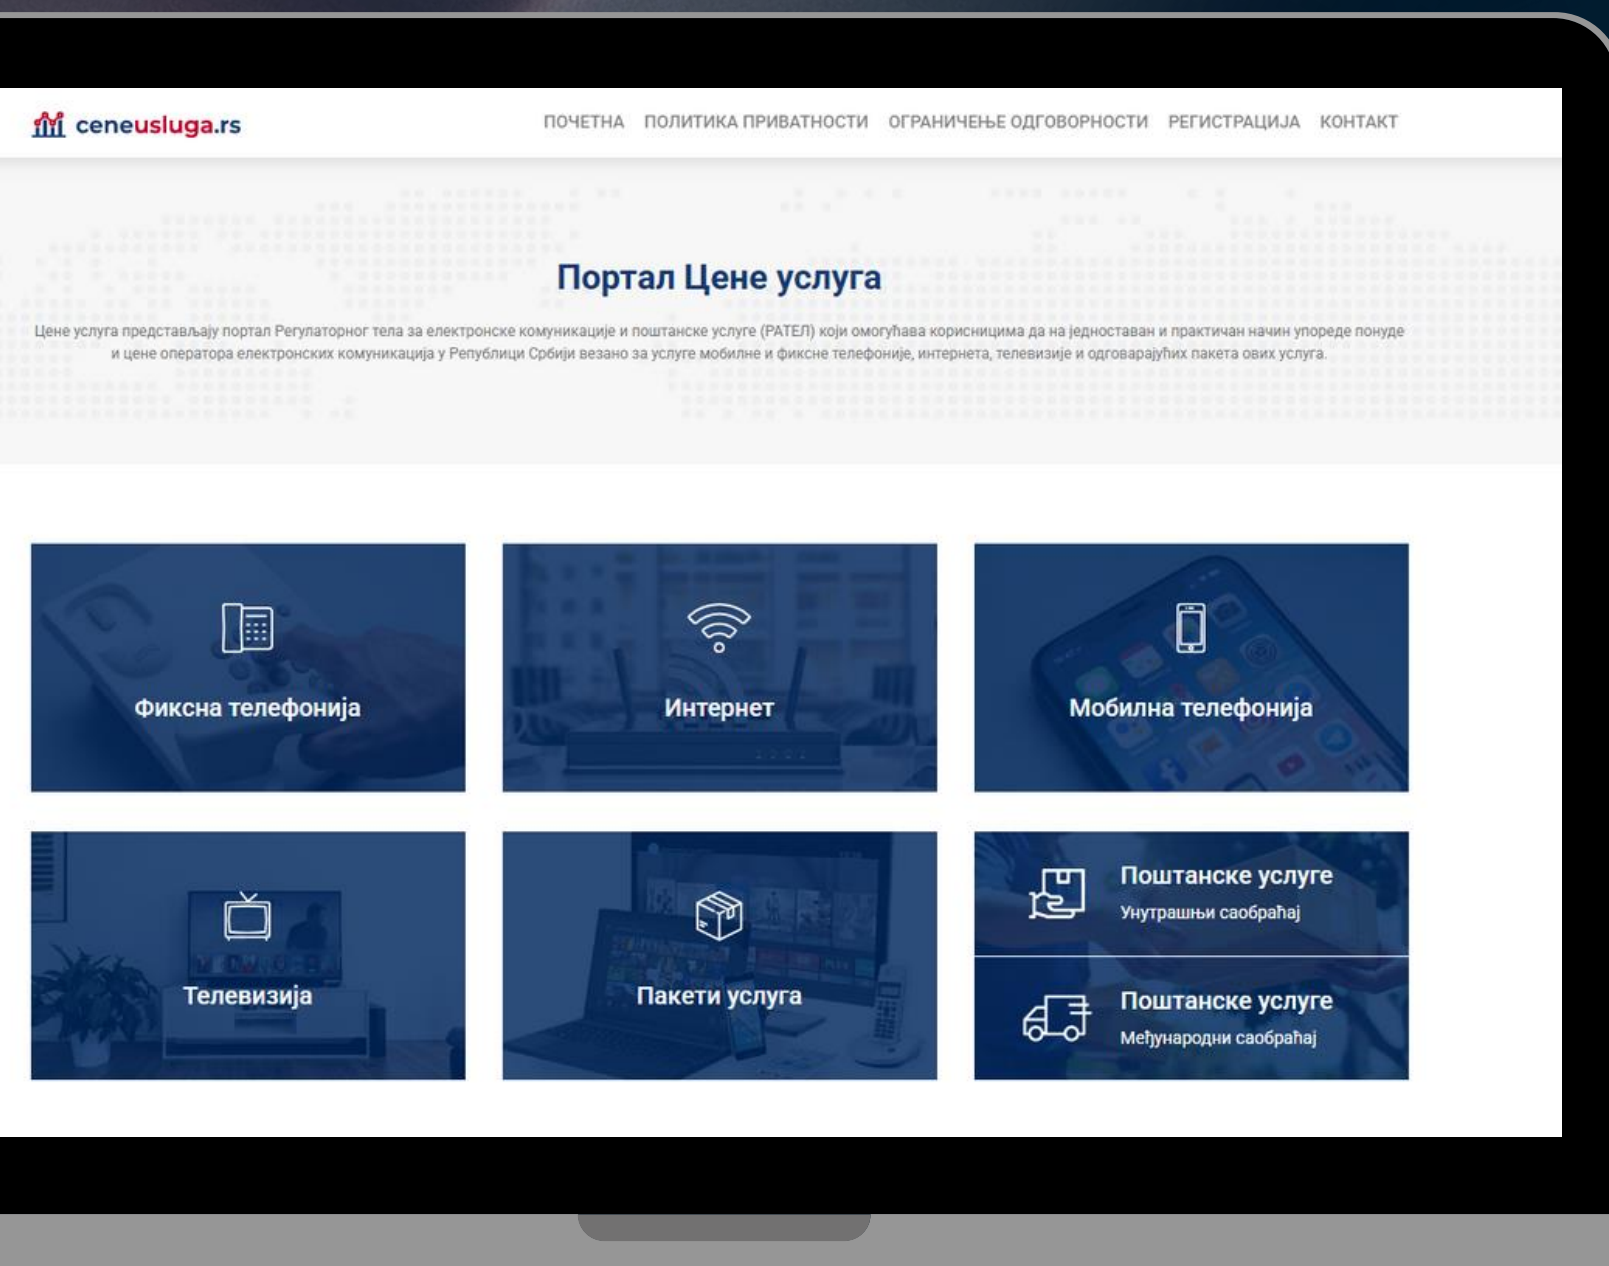 ceneusluga.rs
ПОЧЕТНА ПОЛИТИКА ПРИВАТНОСТИ ОГРАНИЧЕЊЕ ОДГОВОРНОСТИ РЕГИСТРАЦИЈА КОНТАКТ
Портал Цене услуга
Цене услуга представљају портал Регулаторног тела за електронске комуникације и поштанске услуге (РАТЕЛ) који омогућава корисницима да на једноставан и практичан начин упореде понуде
и цене оператора електронских комуникација у Републици Србији везано за услуге мобилне и фиксне телефоније, интернета, телевизије и одговарајућих пакета ових услуга.
Фиксна телефонија
Интернет
Мобилна телефонија
Телевизија
Пакети услуга
Поштанске услуге
Унутрашњи саобраћај
Поштанске услуге
Међународни саобраћај